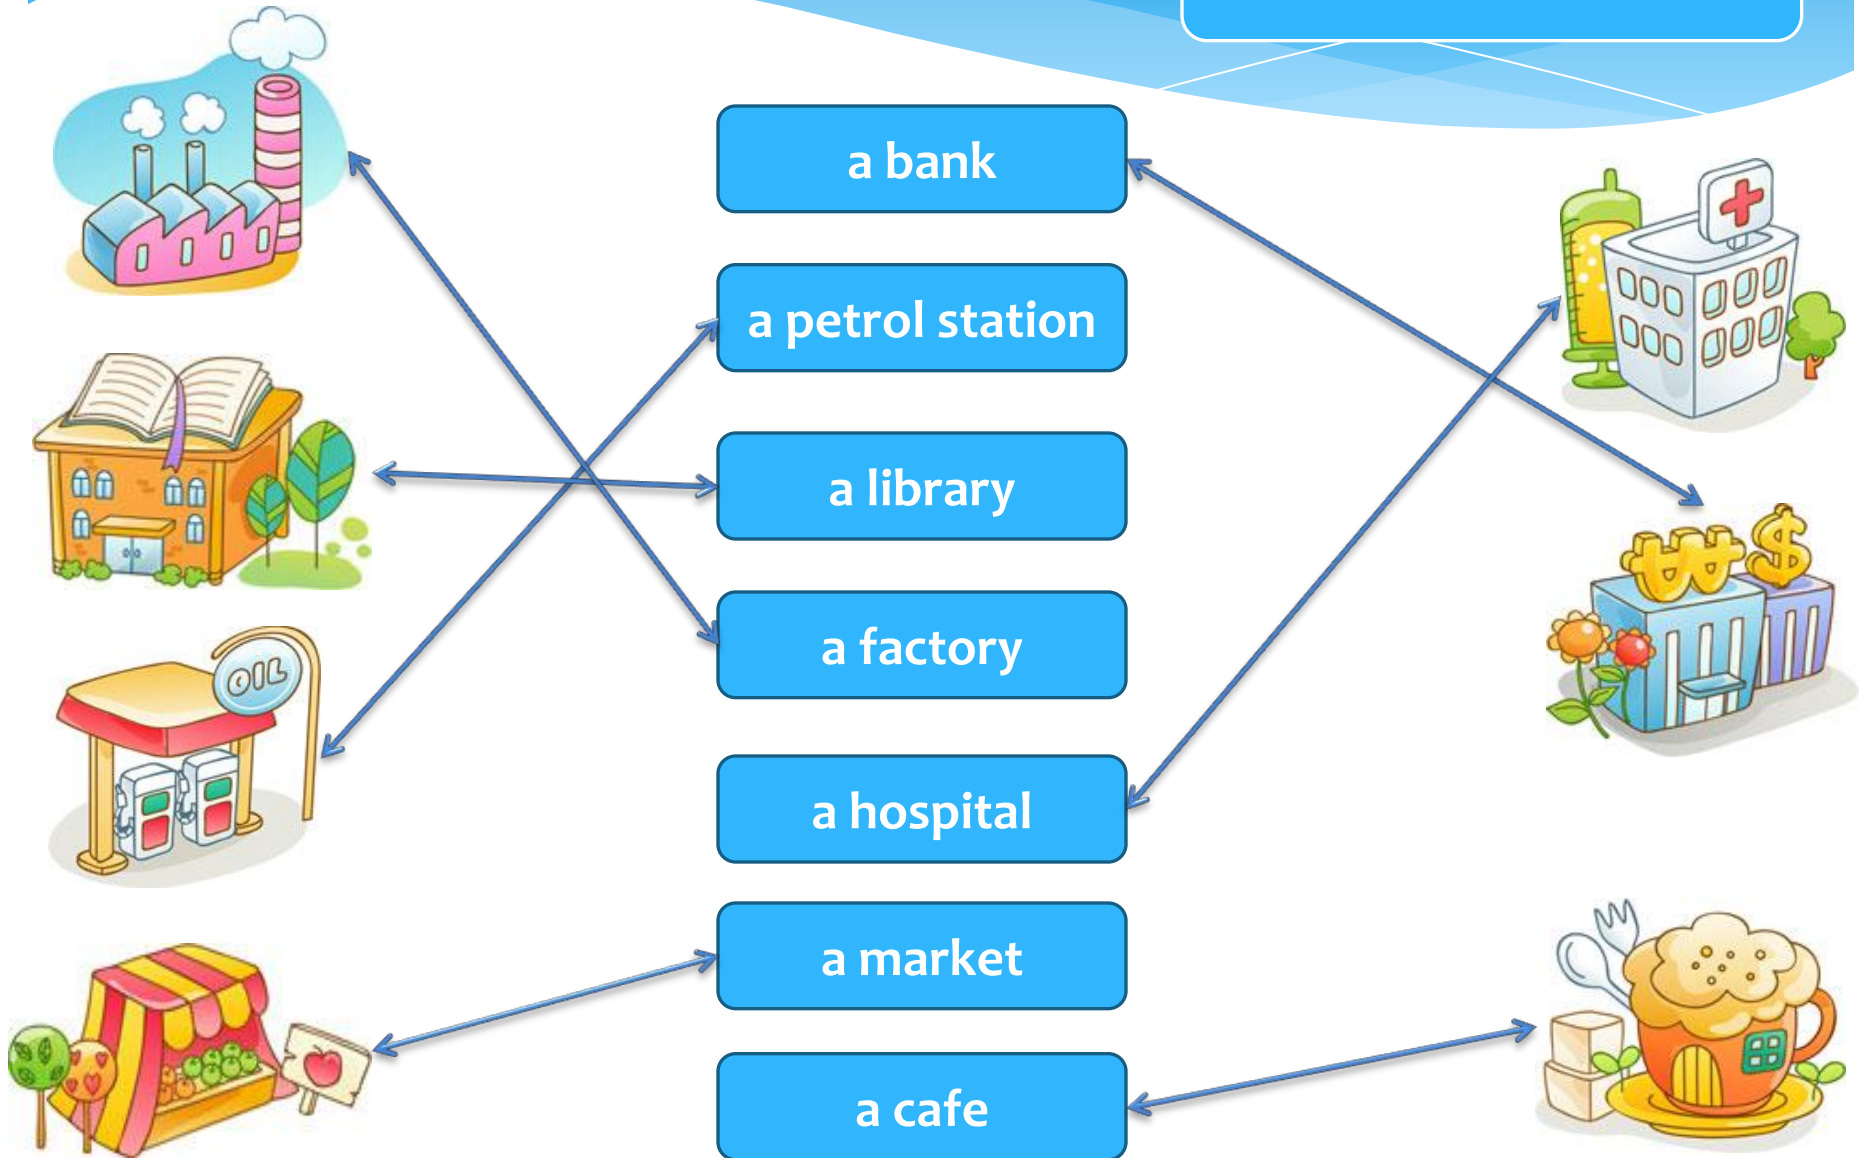 a bank
a petrol station
a library
a factory
a hospital
a market
a cafe
OIL
₩ $